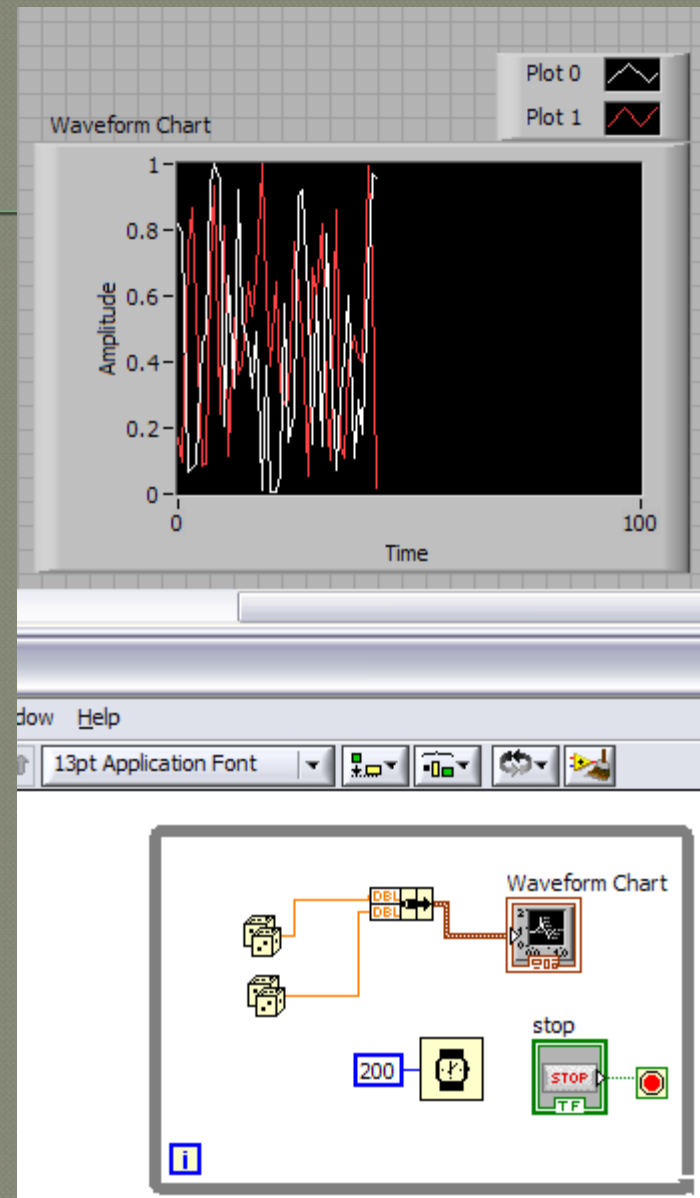 Plot 0
Plot 1
Waveform Chart
1
0.8
0.6
0.4
0.2
0
Amplitude
0
100
Time
dow Help
13pt Application Font
DBL
DBL
Waveform Chart
stop
200
STOP
TF
i